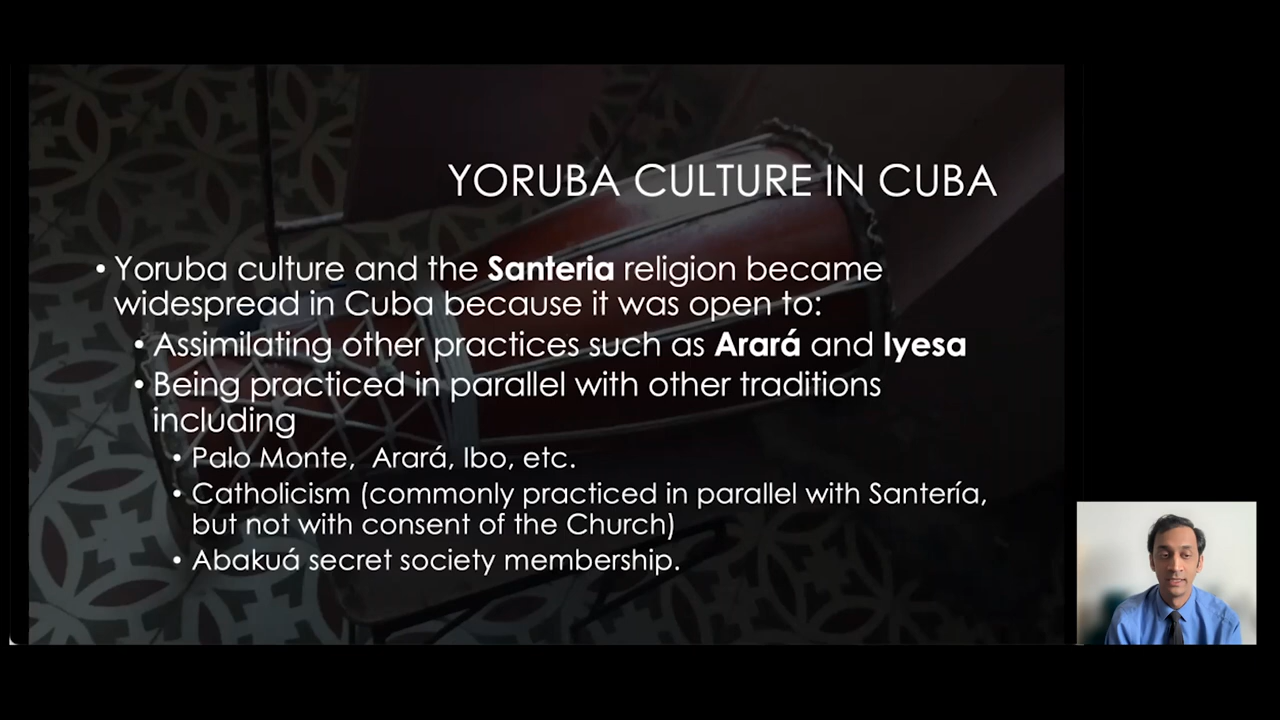 YORUBA CULTURE IN CUBA
• Yoruba culture and the Santeria religion became
widespread in Cuba because it was open to:
• Assimilating other practices such as Arará and Iyesa
• Being practiced in parallel with other traditions
including
• Palo Monte,  Arará, Ibo, etc.
• Catholicism (commonly practiced in parallel with Santería,
but not with consent of the Church)
• Abakuá secret society membership.